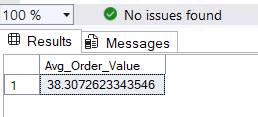 100 % No issues found
Results Messages
Avg_Order_Value
1 38.3072623343546